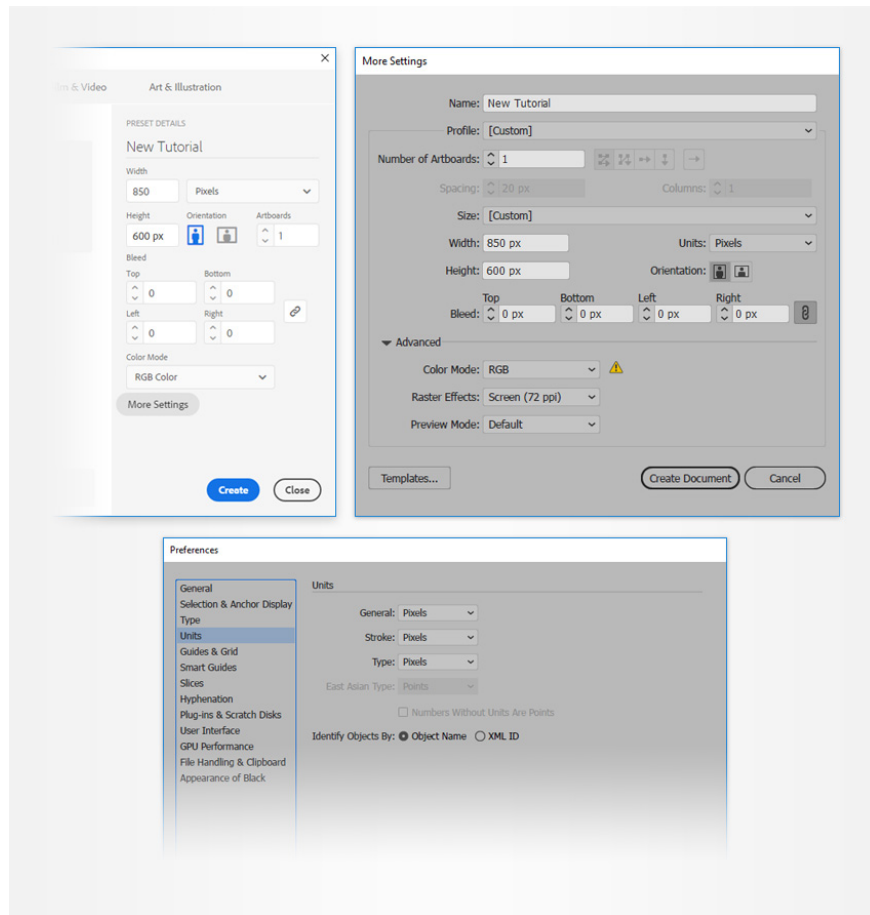 Film & Video Art & Illustration
PRESET DETAILS
New Tutorial
Width
850 Pixels
Height Orientation Artboards
600 px 1
Bleed
Top Bottom
0 0
Left Right
0 0
Color Mode
RGB Color
More Settings
Create Close
More Settings
Name: New Tutorial
Profile: [Custom]
Number of Artboards: 1
Spacing: 20 px Columns: 1
Size: [Custom]
Width: 850 px Units: Pixels
Height: 600 px Orientation:
Top Bottom Left Right
Bleed: 0 px 0 px 0 px 0 px
Advanced
Color Mode: RGB
Raster Effects: Screen (72 ppi)
Preview Mode: Default
Templates... Create Document Cancel
Preferences
General
Selection & Anchor Display
Type
Units
Guides & Grid
Smart Guides
Slices
Hyphenation
Plug-ins & Scratch Disks
User Interface
GPU Performance
File Handling & Clipboard
Appearance of Black
Units
General: Pixels
Stroke: Pixels
Type: Pixels
East Asian Type: Points
Numbers Without Units Are Points
Identify Objects By: Object Name XML ID